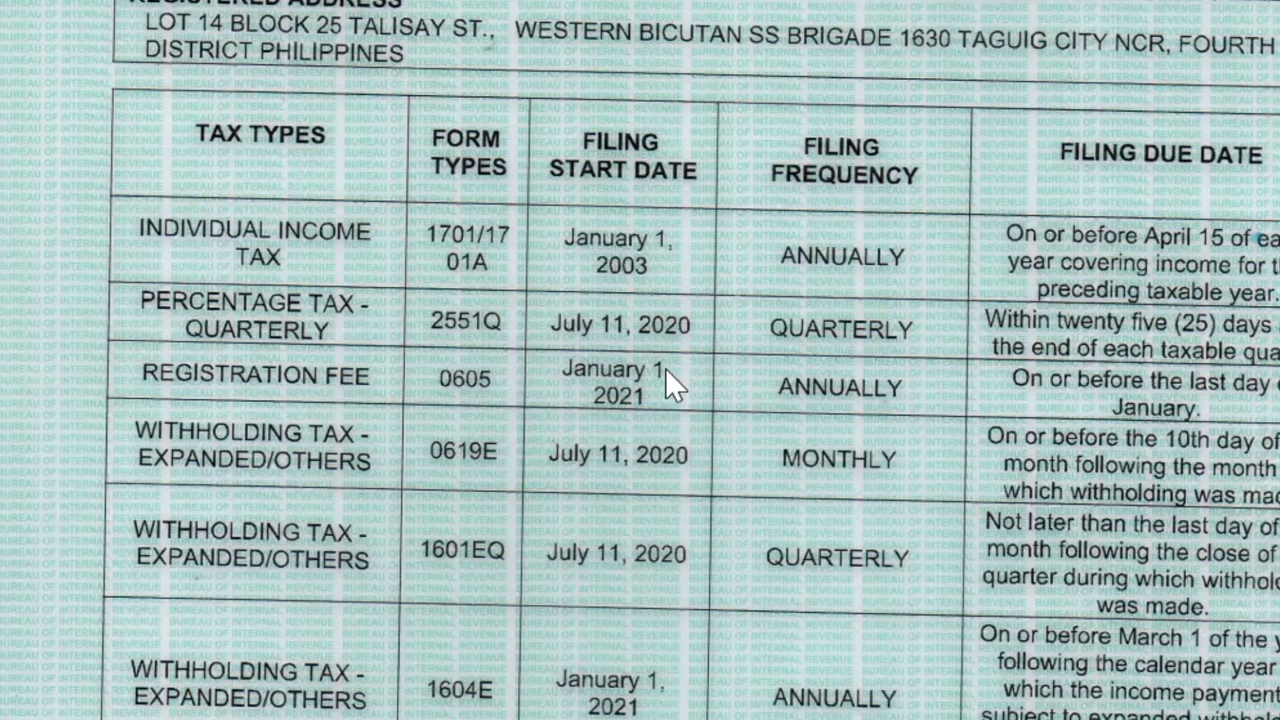 REGISTERED ADDRESS
LOT 14 BLOCK 25 TALISAY ST., WESTERN BICUTAN SS BRIGADE 1630 TAGUIG CITY NCR, FOURTH
DISTRICT PHILIPPINES
TAX TYPES
FORM
TYPES
FILING
START DATE
FILING
FREQUENCY
FILING DUE DATE
INDIVIDUAL INCOME
TAX
1701/17
01A
January 1,
2003
ANNUALLY
On or before April 15 of ea
year covering income for t
preceding taxable year.
PERCENTAGE TAX -
QUARTERLY
2551Q
July 11, 2020
QUARTERLY
Within twenty five (25) days
the end of each taxable qua
REGISTRATION FEE
0605
January 1,
2021
ANNUALLY
On or before the last day
January.
WITHHOLDING TAX -
EXPANDED/OTHERS
0619E
July 11, 2020
MONTHLY
On or before the 10th day of
month following the month
which withholding was mad
WITHHOLDING TAX -
EXPANDED/OTHERS
1601EQ
July 11, 2020
QUARTERLY
Not later than the last day of
month following the close of
quarter during which withhol
was made.
WITHHOLDING TAX -
EXPANDED/OTHERS
1604E
January 1,
2021
ANNUALLY
On or before March 1 of the y
following the calendar year
which the income payment
subject to expanded withhol